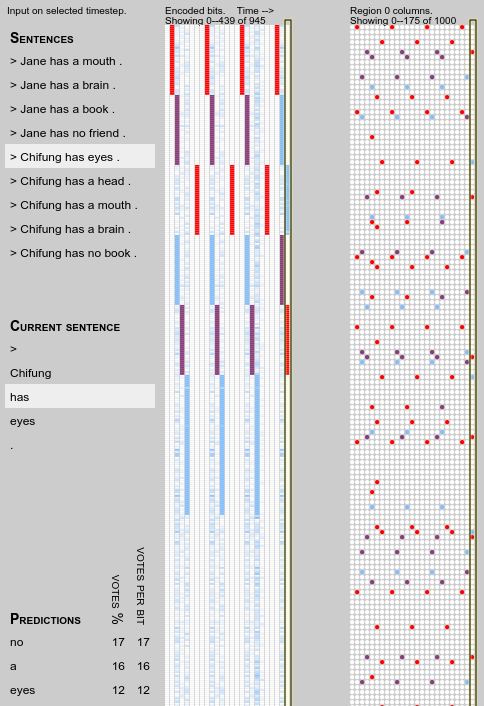 Input on selected timestep.
Encoded bits. Time -->
Showing 0--439 of 945
Region 0 columns.
Showing 0--175 of 1000
SENTENCES
> Jane has a mouth .
> Jane has a brain .
> Jane has a book .
> Jane has no friend .
> Chifung has eyes .
> Chifung has a head .
> Chifung has a mouth .
> Chifung has a brain .
> Chifung has no book .
CURRENT SENTENCE
>
Chifung
has
eyes
.
PREDICTIONS
VOTES %
VOTES PER BIT
no 17 17
a 16 16
eyes 12 12